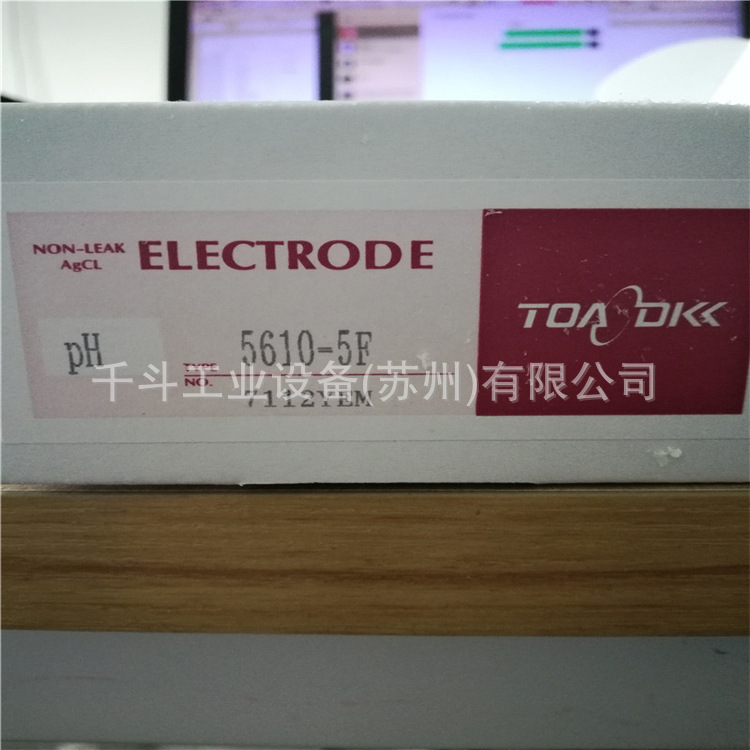 NON-LEAK
AgCL
ELECTRODE
TOA DKK
pH
TYPE 5610-5F
千斗工业设备(苏州)有限公司
NO. 7112YEM